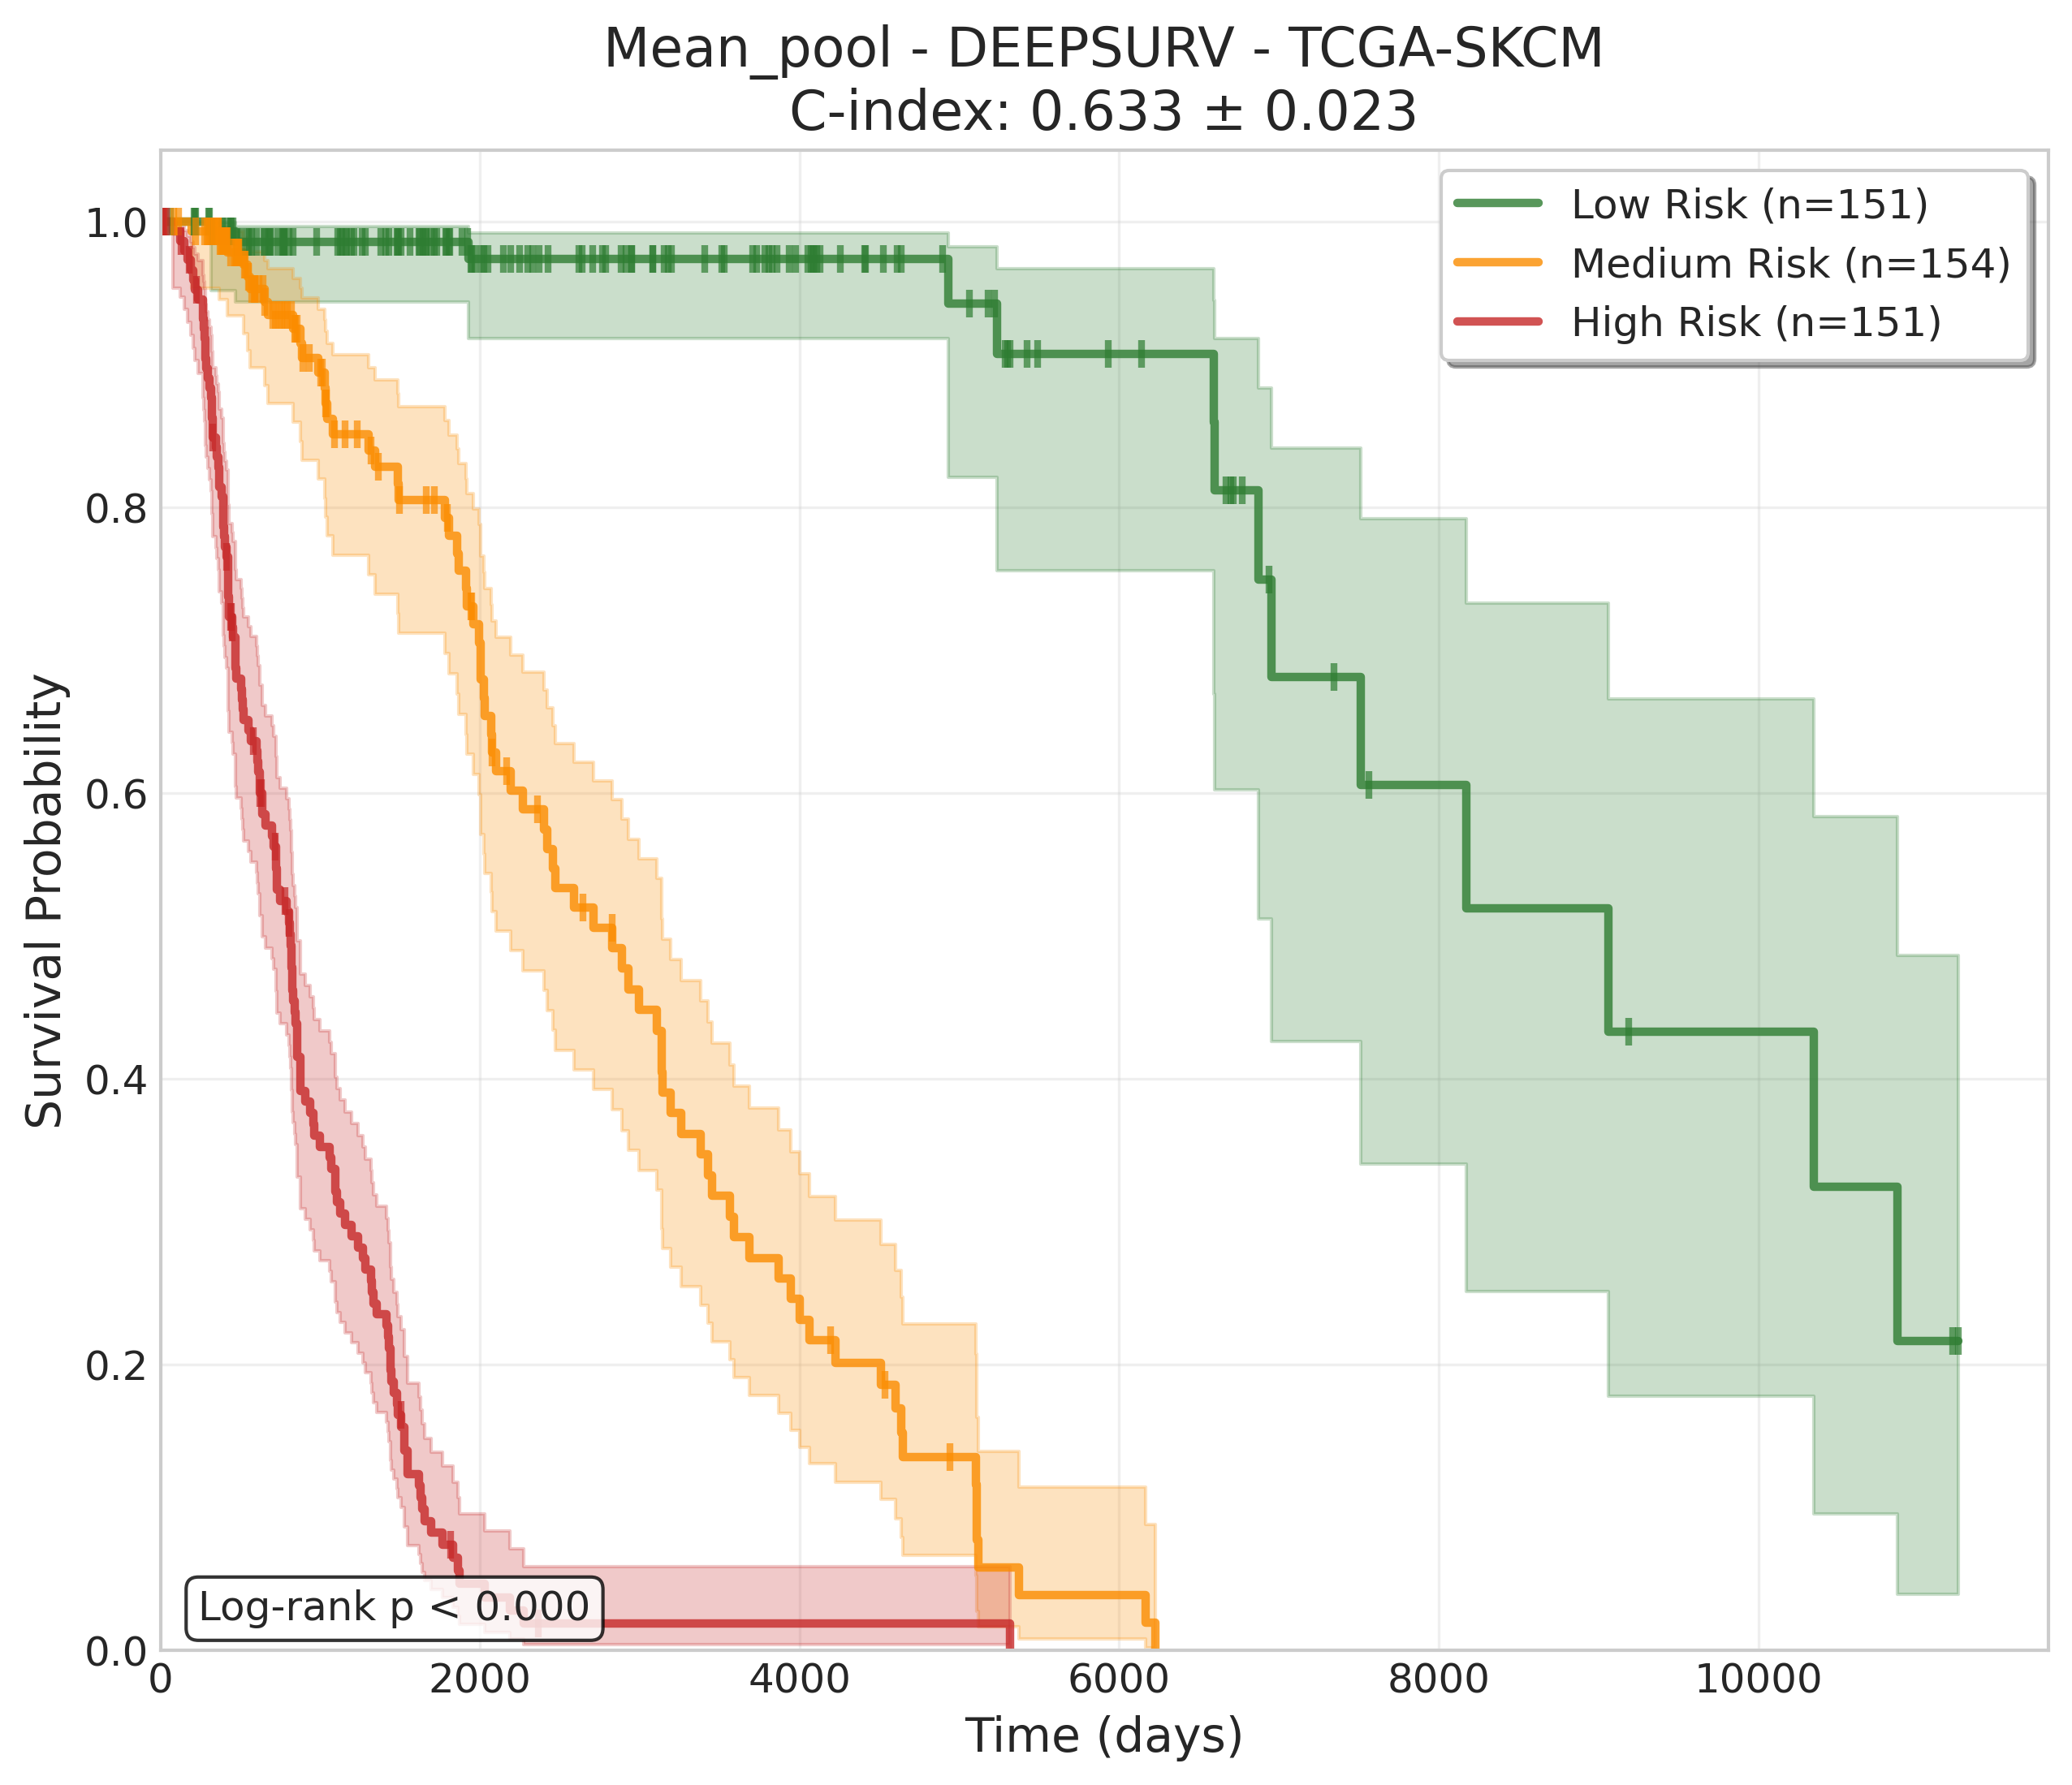 Mean_pool - DEEPSURV - TCGA-SKCM
C-index: 0.633 ± 0.023
Low Risk (n=151)
Medium Risk (n=154)
High Risk (n=151)
Survival Probability
1.0
0.8
0.6
0.4
0.2
0.0
Log-rank p < 0.000
0 2000 4000 6000 8000 10000
Time (days)